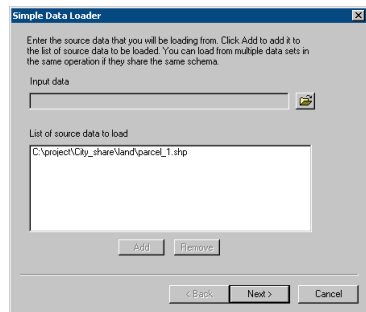 Simple Data Loader
Enter the source data that you will be loading from. Click Add to add it to
the list of source data to be loaded. You can load from multiple data sets in
the same operation if they share the same schema.
Input data
List of source data to load
C:\project\City_share\land\parcel_1.shp
Add Remove
< Back Next > Cancel